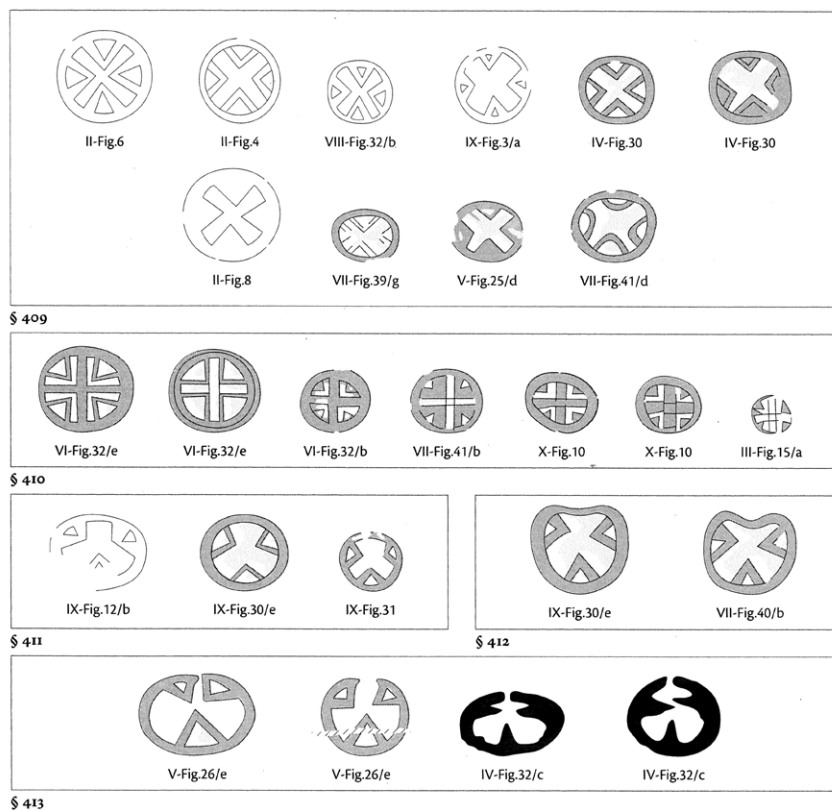 II-Fig.6 II-Fig.4 VIII-Fig.32/b IX-Fig.3/a IV-Fig.30 IV-Fig.30
II-Fig.8 VII-Fig.39/g V-Fig.25/d VII-Fig.41/d
§ 409
VI-Fig.32/e VI-Fig.32/e VI-Fig.32/b VII-Fig.41/b X-Fig.10 X-Fig.10 III-Fig.15/a
§ 410
IX-Fig.12/b IX-Fig.30/e IX-Fig.31
§ 411
IX-Fig.30/e VII-Fig.40/b
§ 412
V-Fig.26/e V-Fig.26/e IV-Fig.32/c IV-Fig.32/c
§ 413